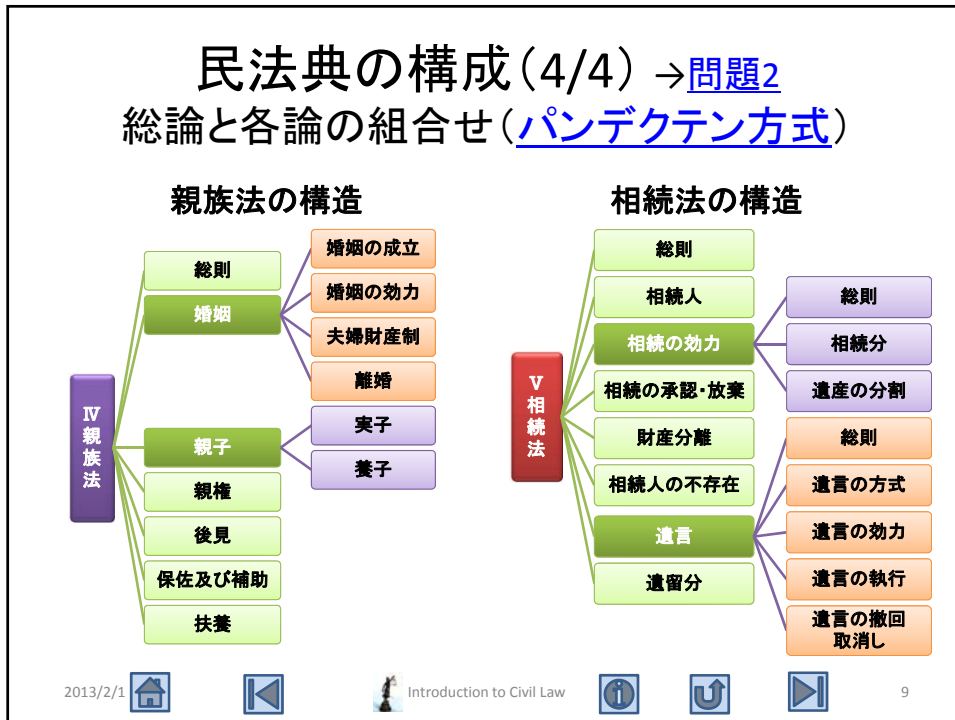 民法典の構成(4/4) →問題2
総論と各論の組合せ(パンデクテン方式)
親族法の構造
Ⅳ親族法
総則
婚姻
婚姻の成立
婚姻の効力
夫婦財産制
離婚
親子
実子
養子
親権
後見
保佐及び補助
扶養
相続法の構造
Ⅴ相続法
総則
相続人
相続の効力
総則
相続分
遺産の分割
相続の承認・放棄
財産分離
相続人の不存在
遺言
総則
遺言の方式
遺言の効力
遺言の執行
遺言の撤回
取消し
遺留分
2013/2/1
Introduction to Civil Law
9